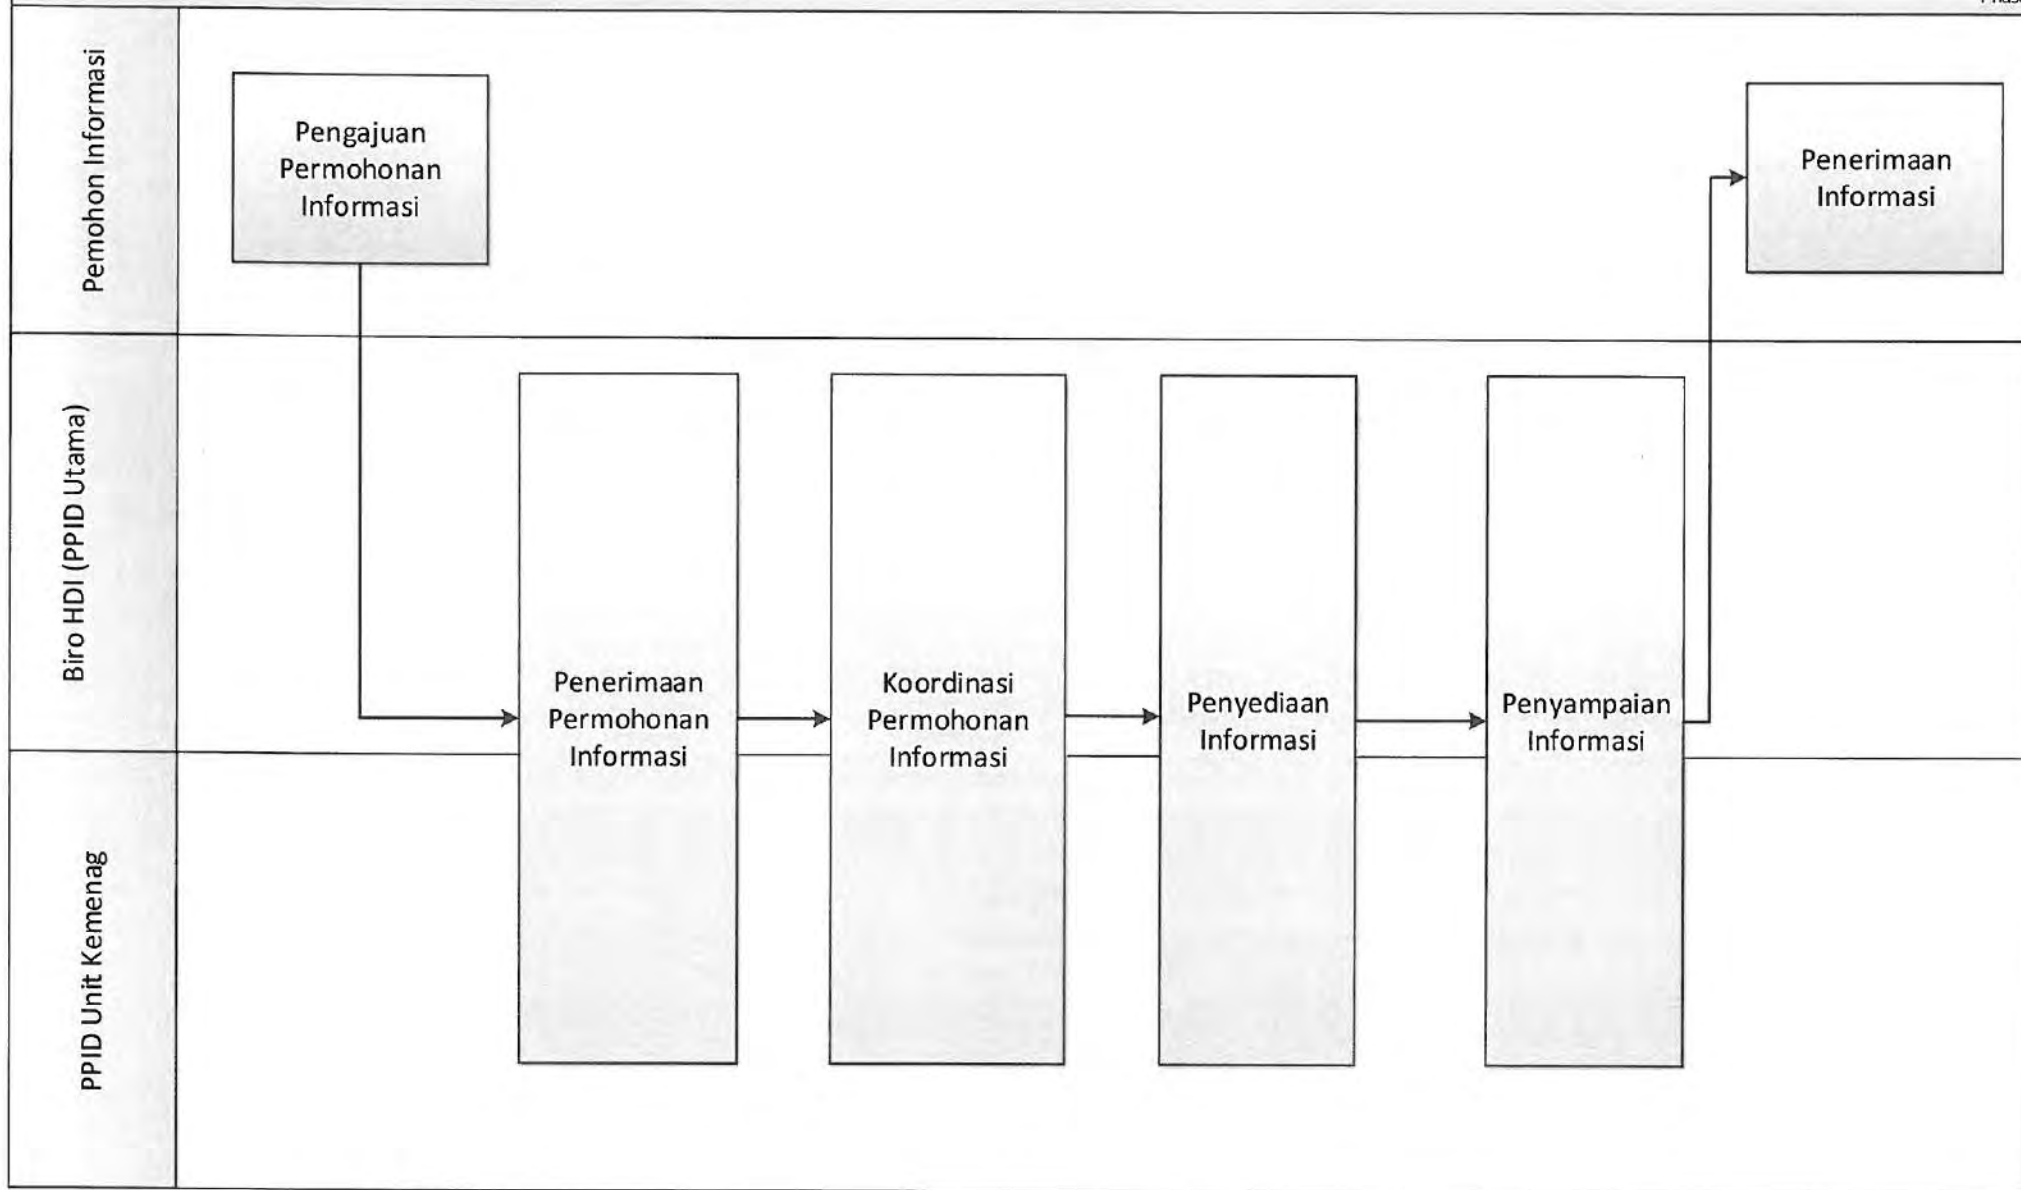 Pemohon Informasi
Pengajuan
Permohonan
Informasi
Penerimaan
Informasi
Biro HDI (PPID Utama)
Penerimaan
Permohonan
Informasi
Koordinasi
Permohonan
Informasi
Penyediaan
Informasi
Penyampaian
Informasi
PPID Unit Kemenag